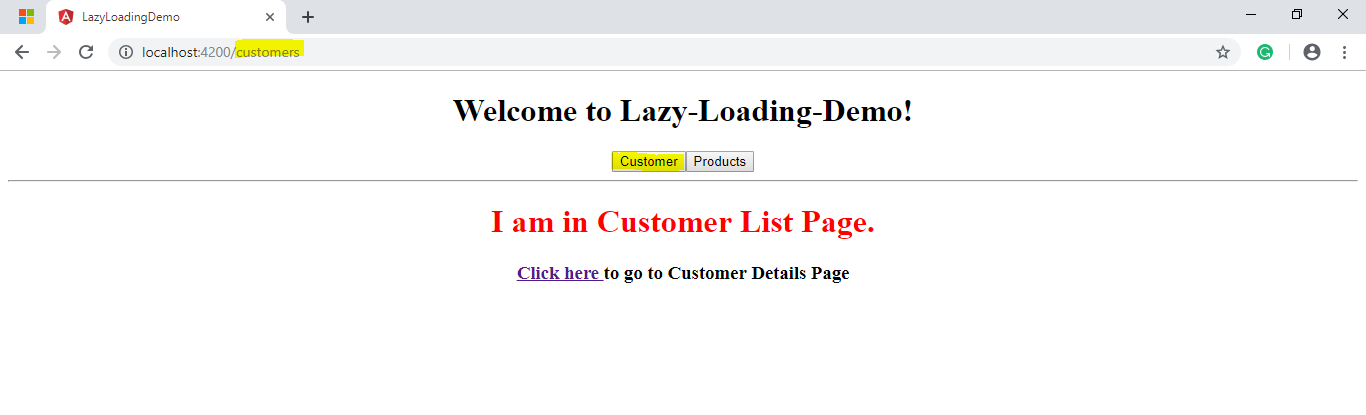 LazyLoadingDemo
localhost:4200/customers
Welcome to Lazy-Loading-Demo!
Customer Products
I am in Customer List Page.
Click here to go to Customer Details Page